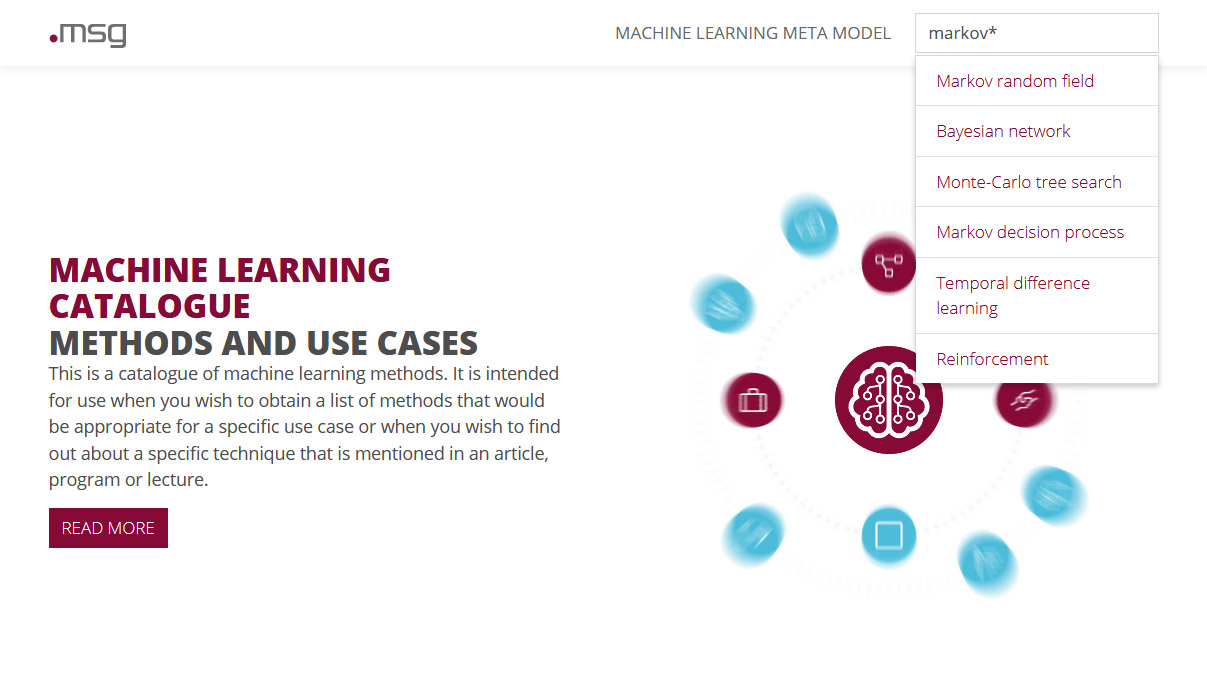 .msg
MACHINE LEARNING META MODEL
markov*
Markov random field
Bayesian network
Monte-Carlo tree search
Markov decision process
Temporal difference
learning
Reinforcement
MACHINE LEARNING
CATALOGUE
METHODS AND USE CASES
This is a catalogue of machine learning methods. It is intended
for use when you wish to obtain a list of methods that would
be appropriate for a specific use case or when you wish to find
out about a specific technique that is mentioned in an article,
program or lecture.
READ MORE